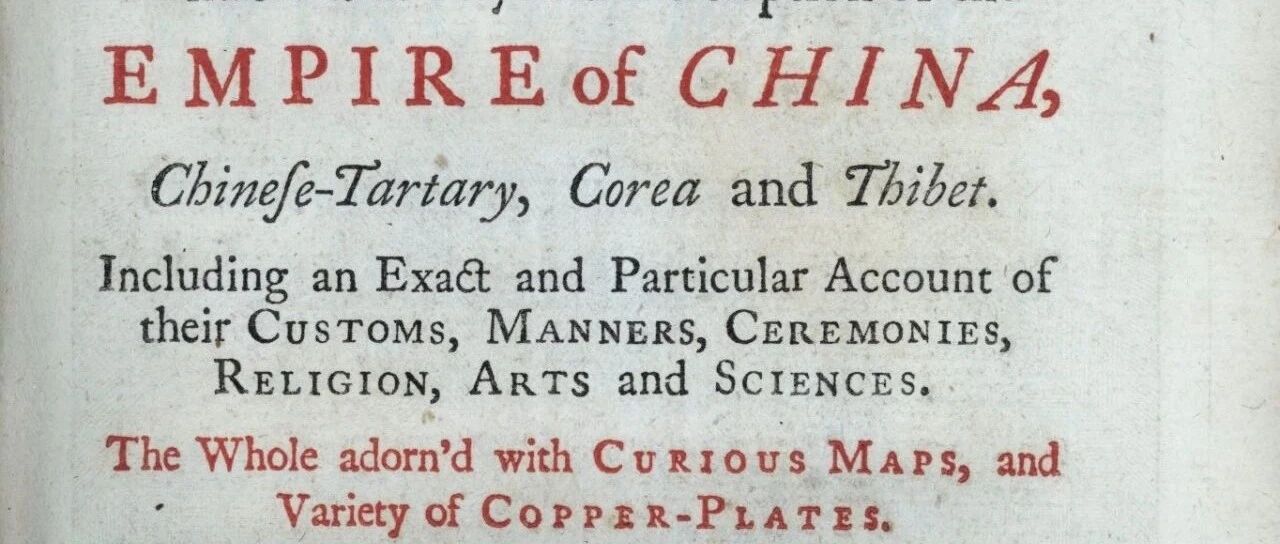 EMPIRE of CHINA,
Chineſe-Tartary, Corea and Thibet.
Including an Exact and Particular Account of
their CUSTOMS, MANNERS, CEREMONIES,
RELIGION, ARTS and SCIENCES.
The Whole adorn'd with CURIOUS MAPS, and
Variety of COPPER-PLATES.